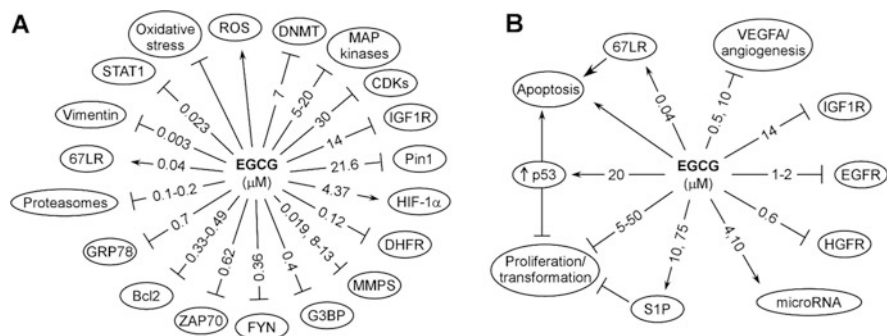 A
Oxidative
stress
ROS
DNMT
MAP
kinases
STAT1
CDKs
Vimentin
IGF1R
67LR
Pin1
Proteasomes
HIF-1α
GRP78
DHFR
Bcl2
MMPS
ZAP70
FYN
G3BP
EGCG
(μM)
7
5-20
30
14
21.6
4.37
0.12
0.019, 8-13
0.4
0.36
0.62
0.33-0.49
0.7
0.1-0.2
0.04
0.003
0.023
B
67LR
VEGFA/
angiogenesis
Apoptosis
IGF1R
↑ p53
EGFR
HGFR
Proliferation/
transformation
S1P
microRNA
EGCG
(μM)
0.04
0.5, 10
14
1-2
0.6
4,10
10, 75
5-50
20